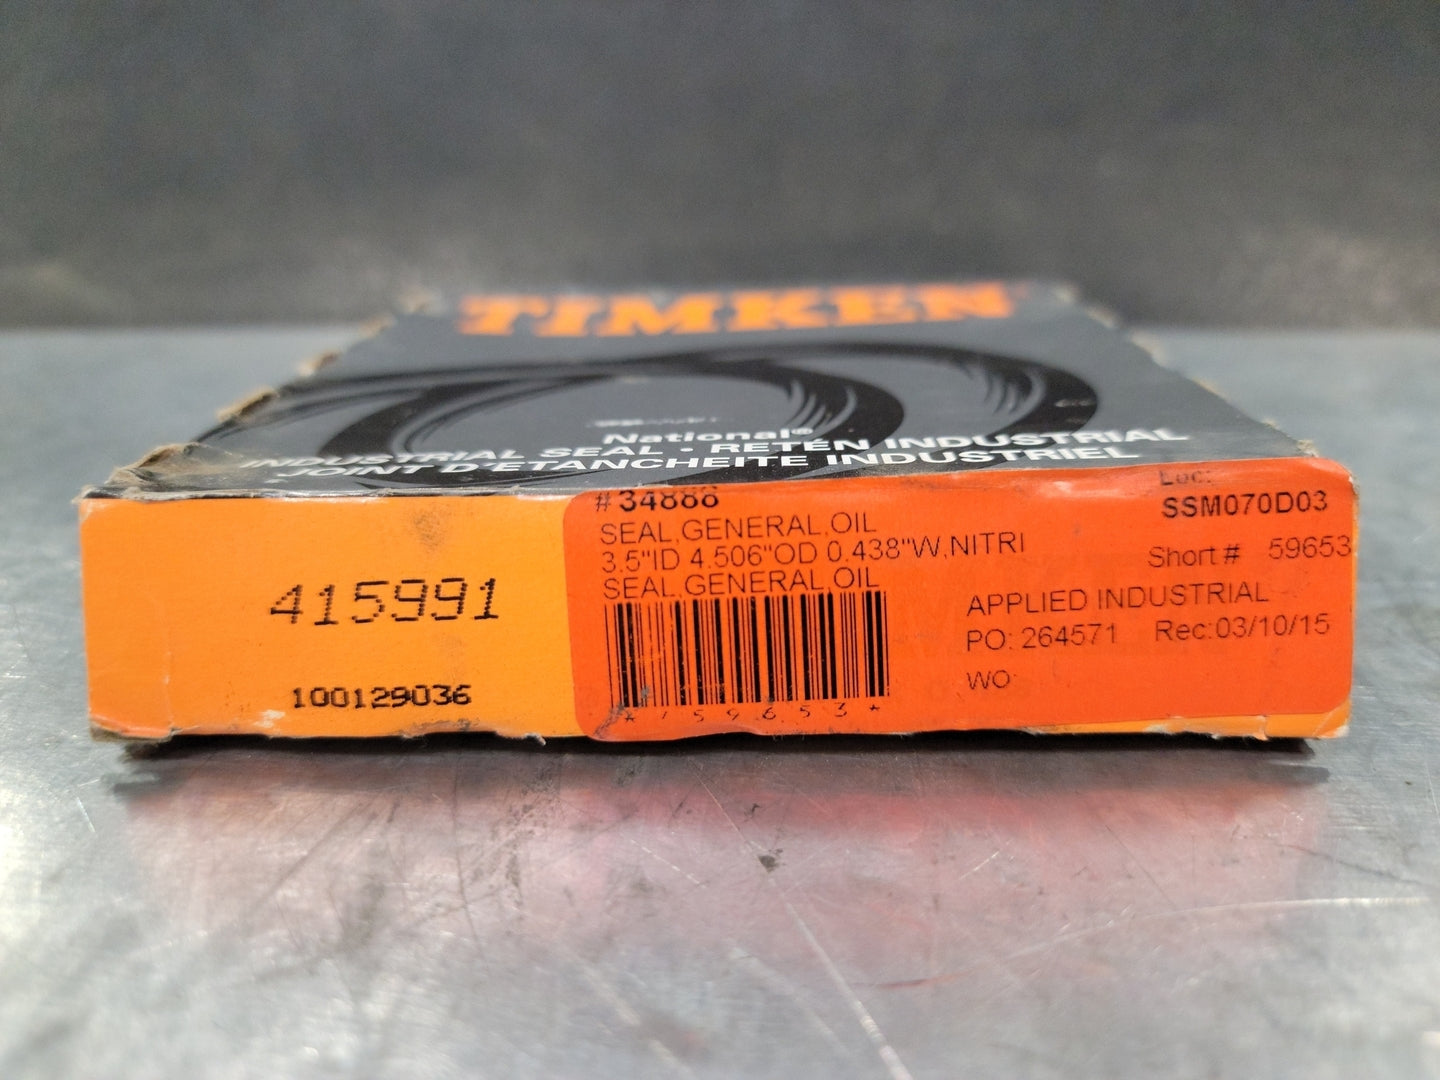 TIMKEN
National®
INDUSTRIAL SEAL · RETÉN INDUSTRIAL
JOINT D'ETANCHEITE INDUSTRIEL
415991
100129036
#34888
SEAL,GENERAL,OIL
3.5"ID 4.506"OD 0.438"W,NITRI
SEAL,GENERAL,OIL
*759653*
Loc:
SSM070D03
Short # 59653
APPLIED INDUSTRIAL
PO: 264571 Rec:03/10/15
WO: